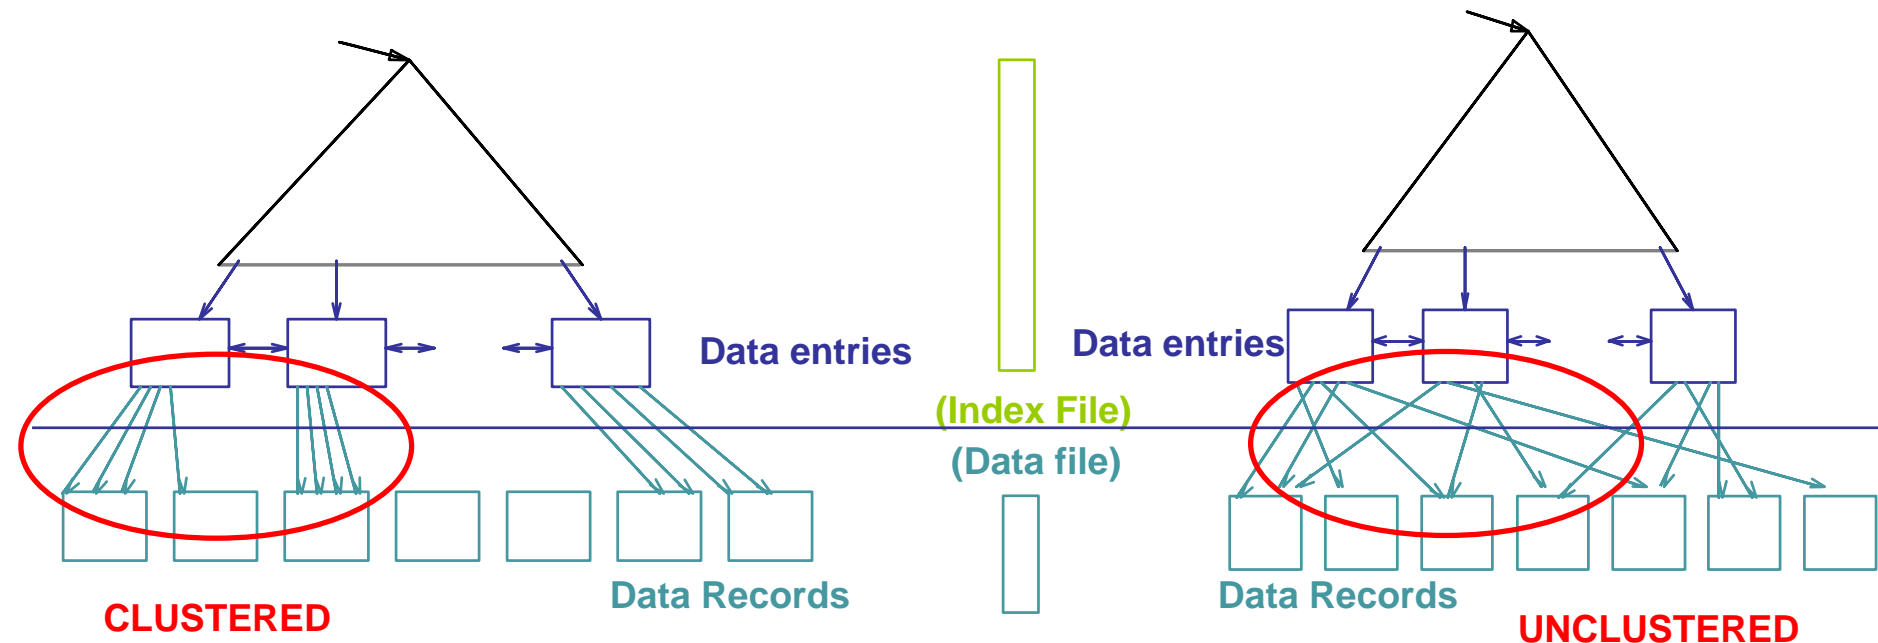 Data entries
Data entries
(Index File)
(Data file)
Data Records
Data Records
CLUSTERED
UNCLUSTERED